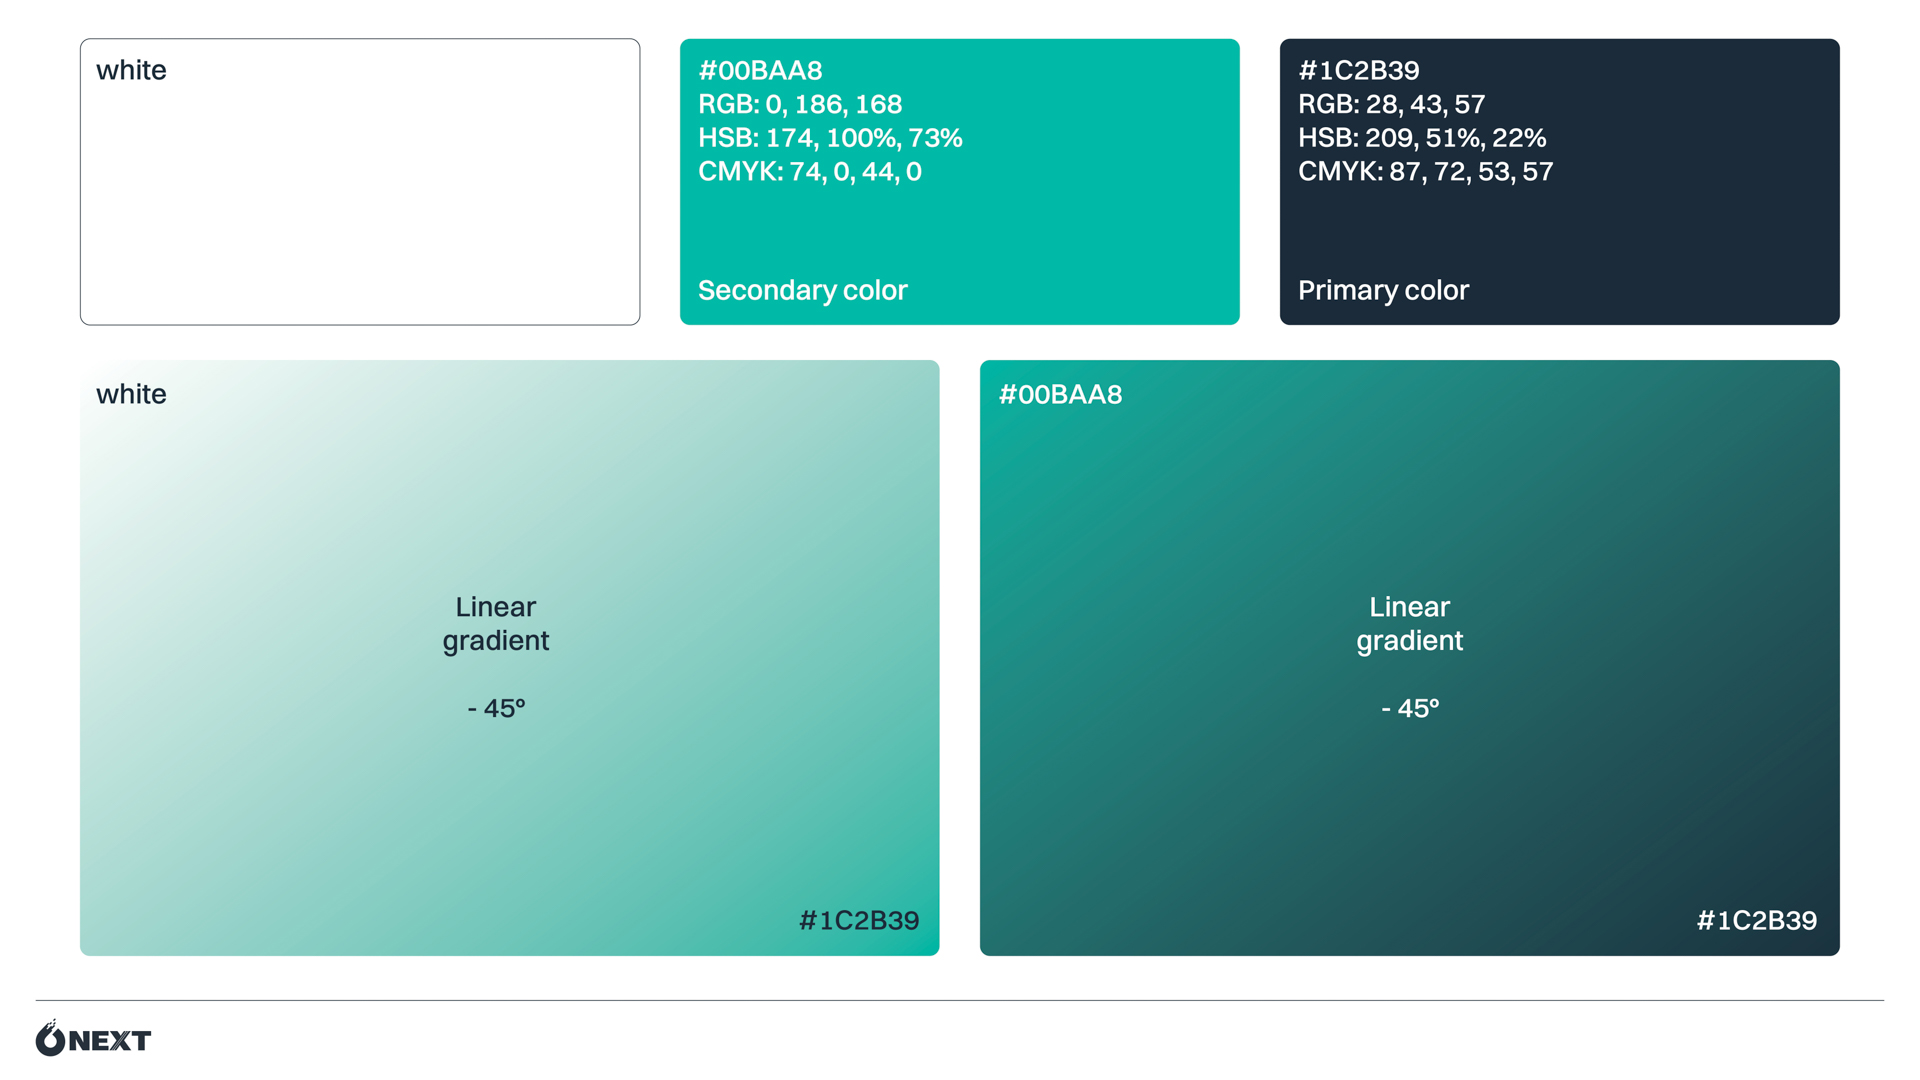 white
#00BAA8
RGB: 0, 186, 168
HSB: 174, 100%, 73%
CMYK: 74, 0, 44, 0
Secondary color
#1C2B39
RGB: 28, 43, 57
HSB: 209, 51%, 22%
CMYK: 87, 72, 53, 57
Primary color
white
Linear
gradient
- 45º
#1C2B39
#00BAA8
Linear
gradient
- 45º
#1C2B39
NEXT